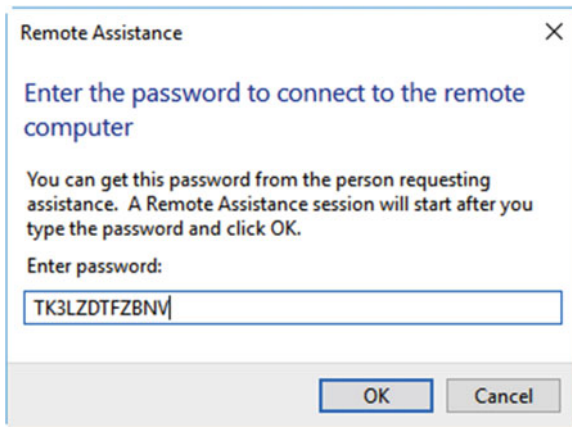 Remote Assistance
Enter the password to connect to the remote
computer
You can get this password from the person requesting
assistance. A Remote Assistance session will start after you
type the password and click OK.
Enter password:
TK3LZDTFZBNV
OK
Cancel